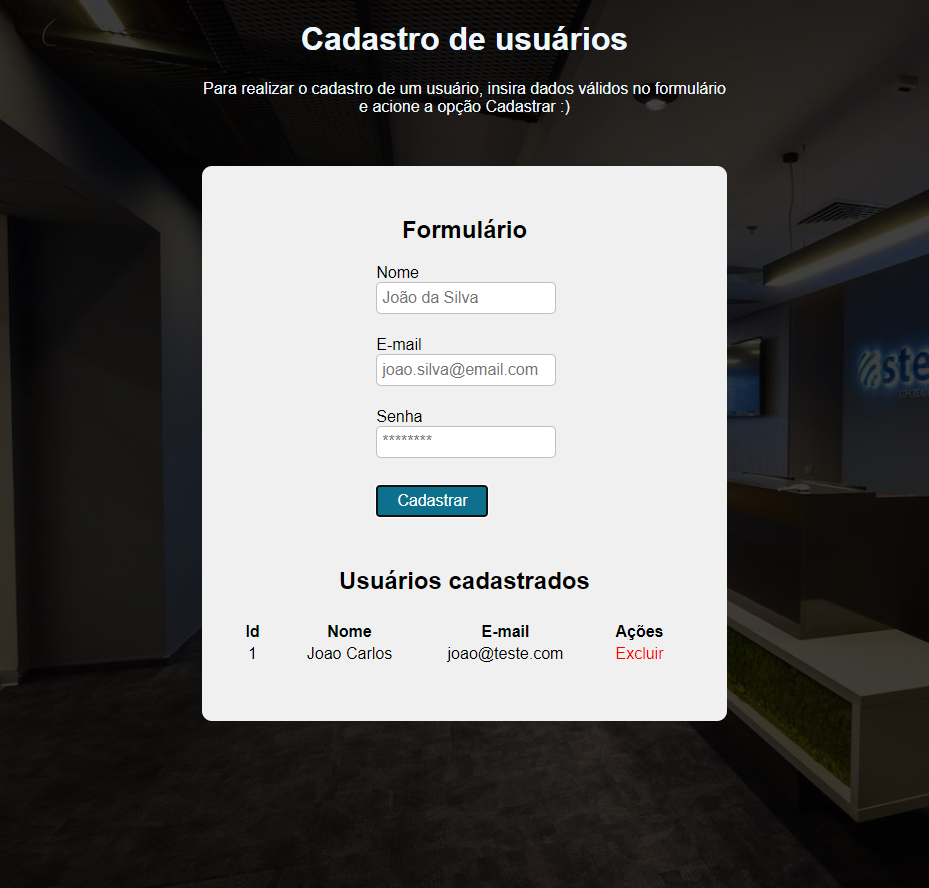 Cadastro de usuários
Para realizar o cadastro de um usuário, insira dados válidos no formulário
e acione a opção Cadastrar :)
Formulário
Nome
João da Silva
E-mail
joao.silva@email.com
Senha
********
Cadastrar
Usuários cadastrados
Id Nome E-mail Ações
1 Joao Carlos joao@teste.com Excluir